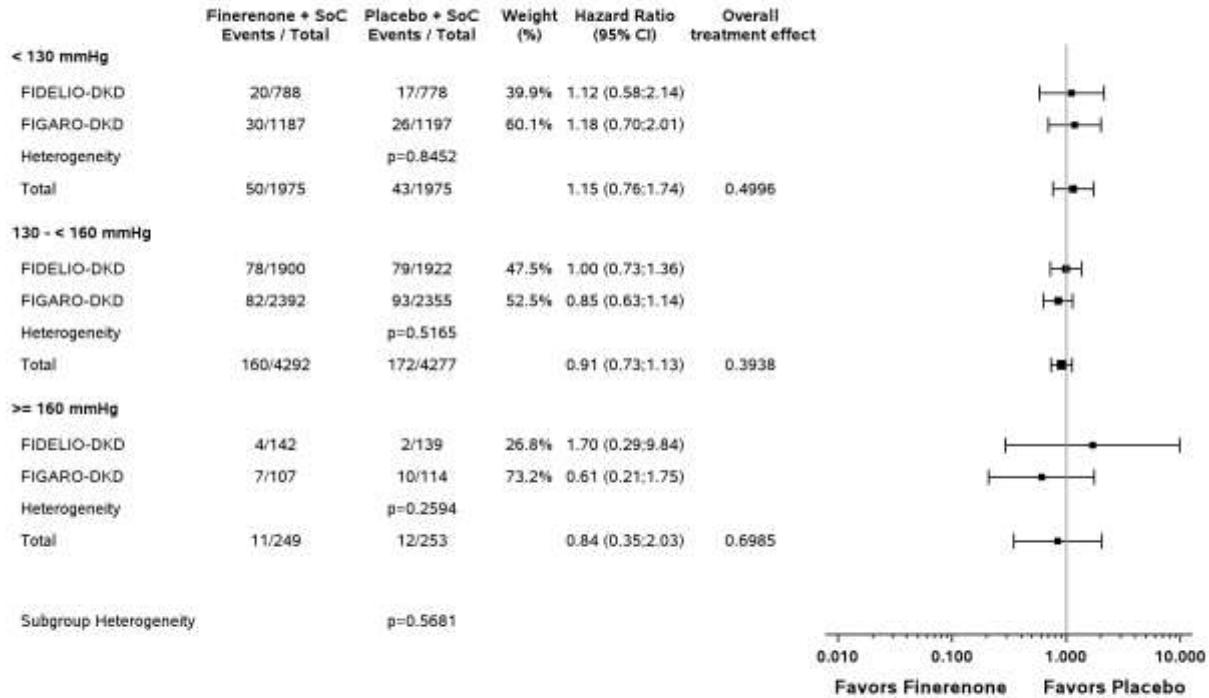 Finerenone + SoC Placebo + SoC Weight Hazard Ratio Overall
Events / Total Events / Total (%) (95% CI) treatment effect
< 130 mmHg
FIDELIO-DKD 20/788 17/778 39.9% 1.12 (0.58;2.14)
FIGARO-DKD 30/1187 26/1197 60.1% 1.18 (0.70;2.01)
Heterogeneity p=0.8452
Total 50/1975 43/1975 1.15 (0.76;1.74) 0.4996
130 - < 160 mmHg
FIDELIO-DKD 78/1900 79/1922 47.5% 1.00 (0.73;1.36)
FIGARO-DKD 82/2392 93/2355 52.5% 0.85 (0.63;1.14)
Heterogeneity p=0.5165
Total 160/4292 172/4277 0.91 (0.73;1.13) 0.3938
>= 160 mmHg
FIDELIO-DKD 4/142 2/139 26.8% 1.70 (0.29;9.84)
FIGARO-DKD 7/107 10/114 73.2% 0.61 (0.21;1.75)
Heterogeneity p=0.2594
Total 11/249 12/253 0.84 (0.35;2.03) 0.6985
Subgroup Heterogeneity p=0.5681
0.010 0.100 1.000 10.000
Favors Finerenone Favors Placebo